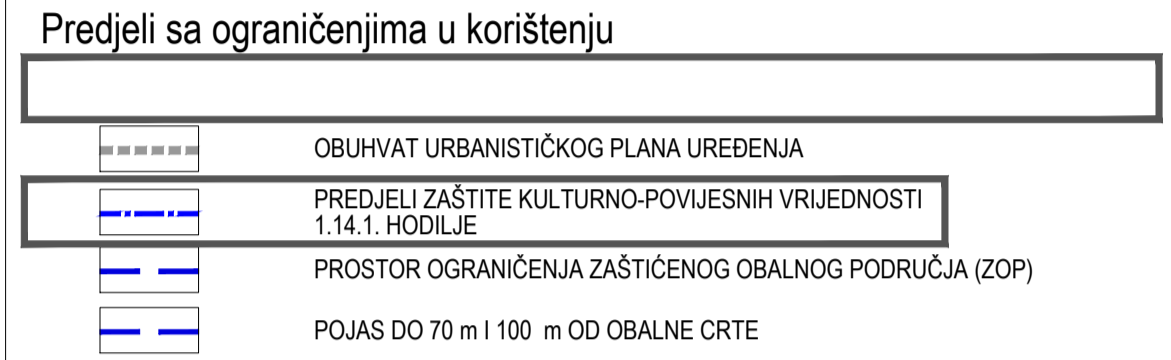 Predjeli sa ograničenjima u korištenju
OBUHVAT URBANISTIČKOG PLANA UREĐENJA
PREDJELI ZAŠTITE KULTURNO-POVIJESNIH VRIJEDNOSTI
1.14.1. HODILJE
PROSTOR OGRANIČENJA ZAŠTIĆENOG OBALNOG PODRUČJA (ZOP)
POJAS DO 70 m I 100 m OD OBALNE CRTE